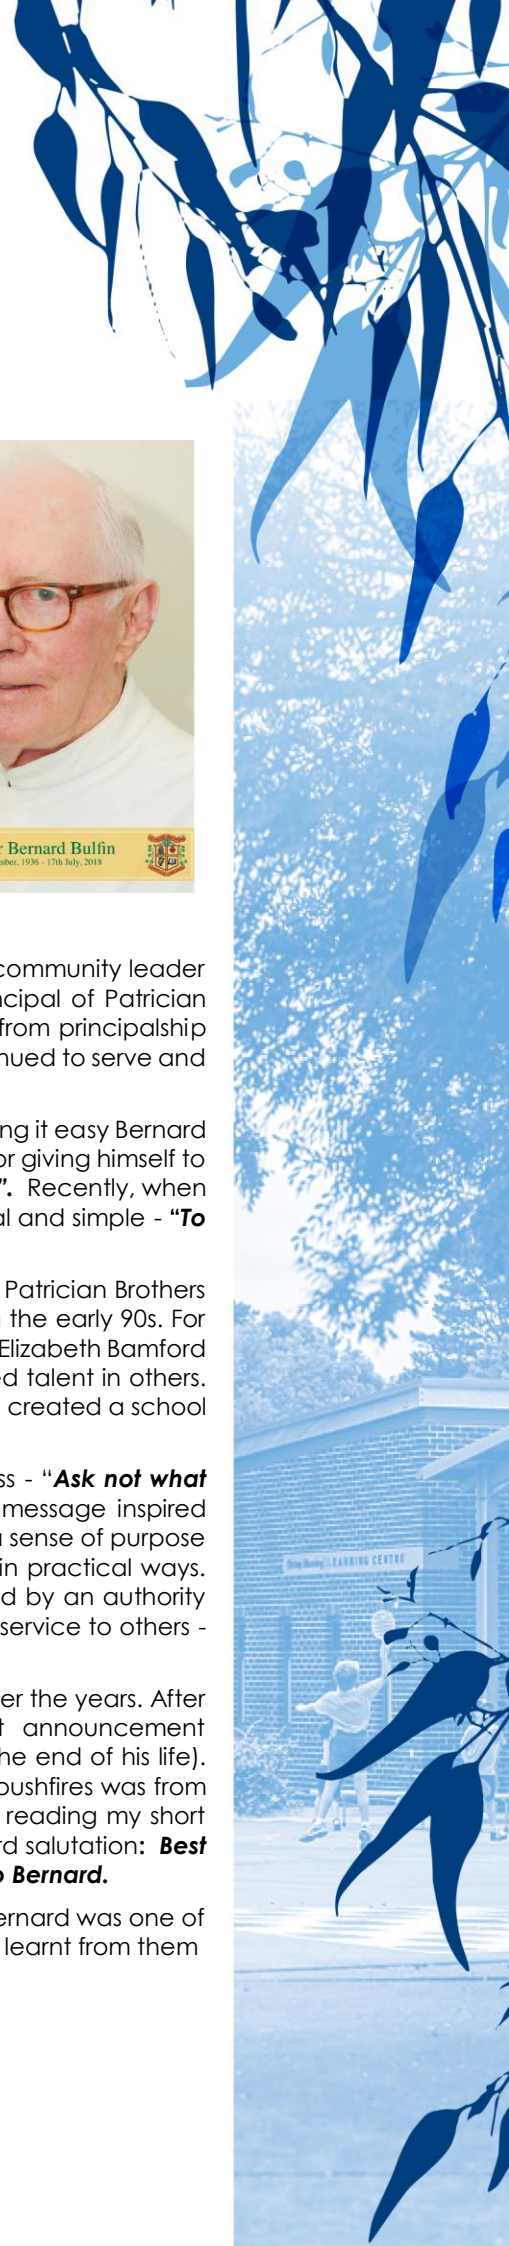 r Bernard Bulfin
mber, 1936 - 17th July, 2018
community leader
ncipal of Patrician
from principalship
nued to serve and
ng it easy Bernard
or giving himself to
”. Recently, when
al and simple - “To
Patrician Brothers
the early 90s. For
Elizabeth Bamford
ed talent in others.
created a school
ss - “Ask not what
message inspired
a sense of purpose
in practical ways.
d by an authority
service to others -
er the years. After
t announcement
he end of his life).
bushfires was from
reading my short
rd salutation: Best
o Bernard.
ernard was one of
learnt from them
LEARNING CENTRE